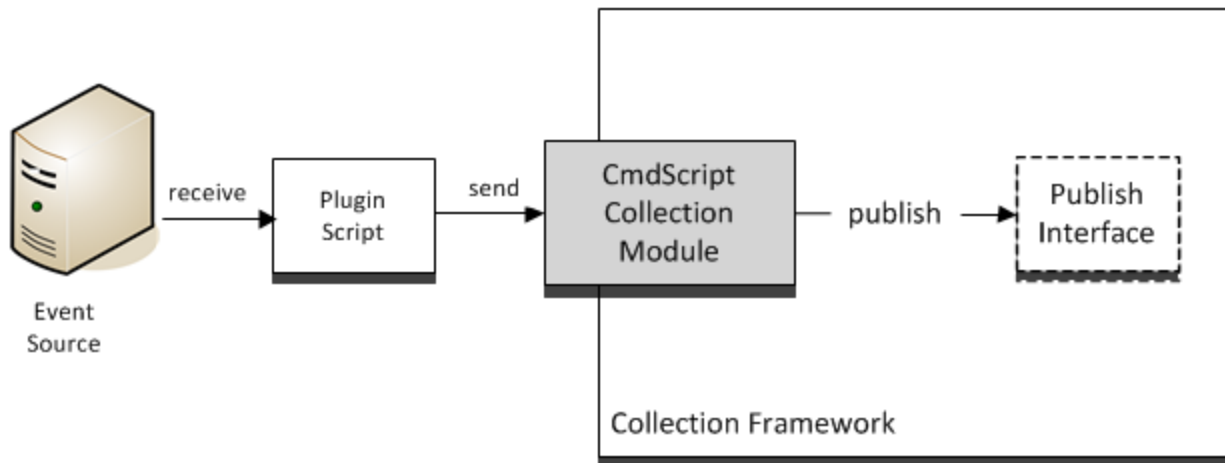 Event
Source
receive
Plugin
Script
send
CmdScript
Collection
Module
publish
Publish
Interface
Collection Framework